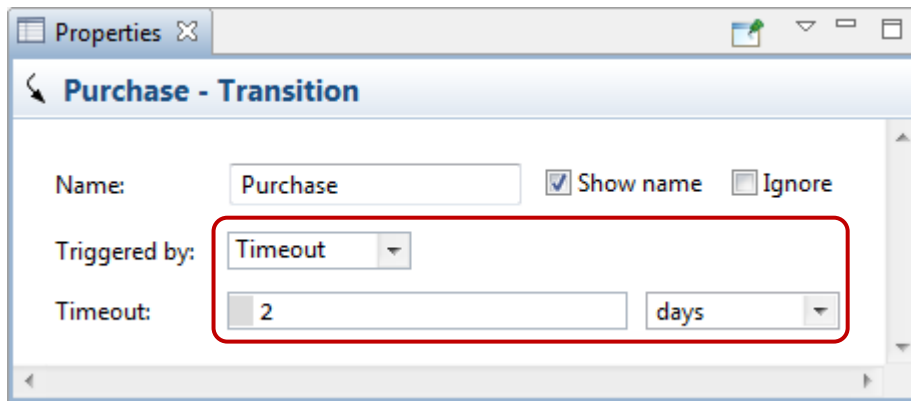 Properties
Purchase - Transition
Name: Purchase Show name Ignore
Triggered by: Timeout
Timeout: 2 days